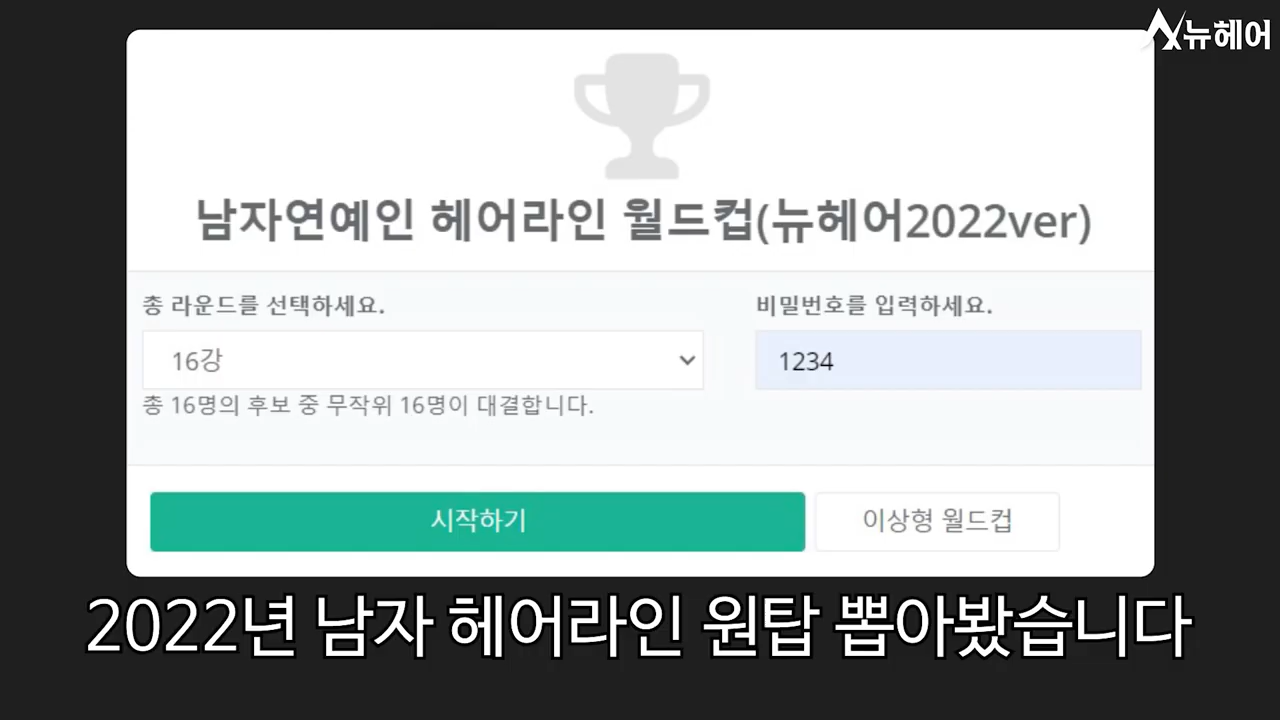 뉴헤어
남자연예인 헤어라인 월드컵(뉴헤어2022ver)
총 라운드를 선택하세요.
비밀번호를 입력하세요.
16강
1234
총 16명의 후보 중 무작위 16명이 대결합니다.
시작하기
이상형 월드컵
2022년 남자 헤어라인 원탑 뽑아봤습니다